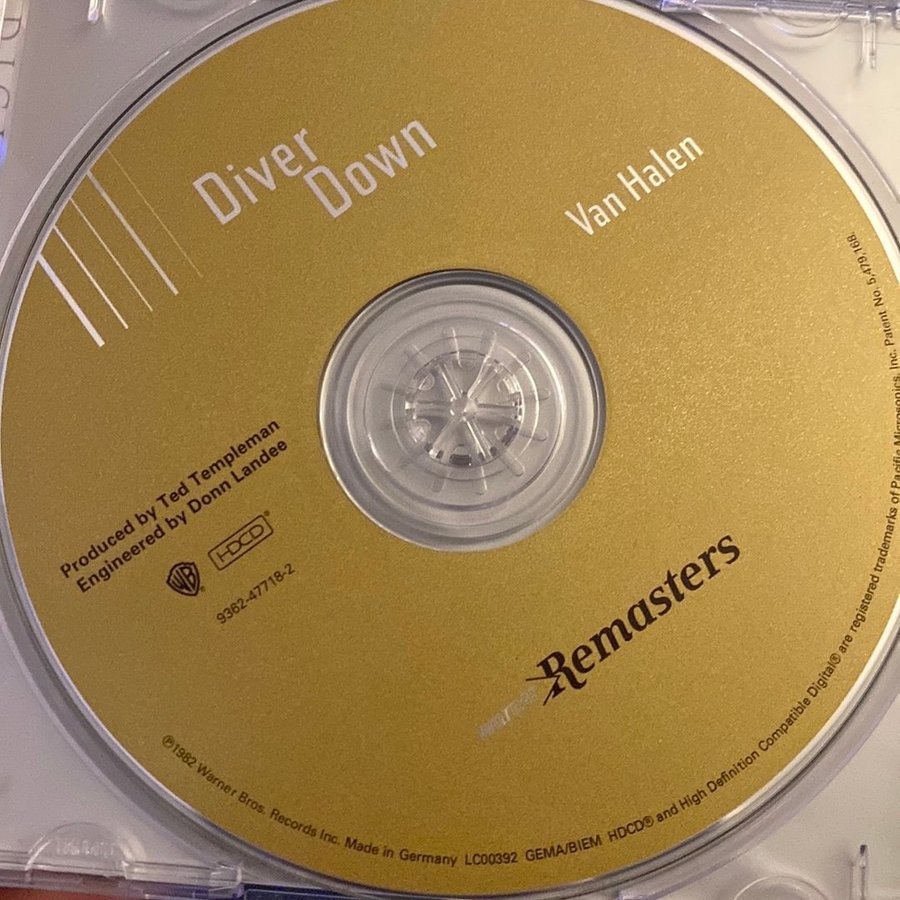 Diver
Down
Van Halen
Produced by Ted Templeman
Engineered by Donn Landee
WB
HDCD®
9362-47718-2
Remasters
℗1982 Warner Bros. Records Inc. Made in Germany LC00392 GEMA/BIEM HDCD® and High Definition Compatible Digital® are registered trademarks of Pacific Microsonics, Inc. Patent No. 5,479,168.